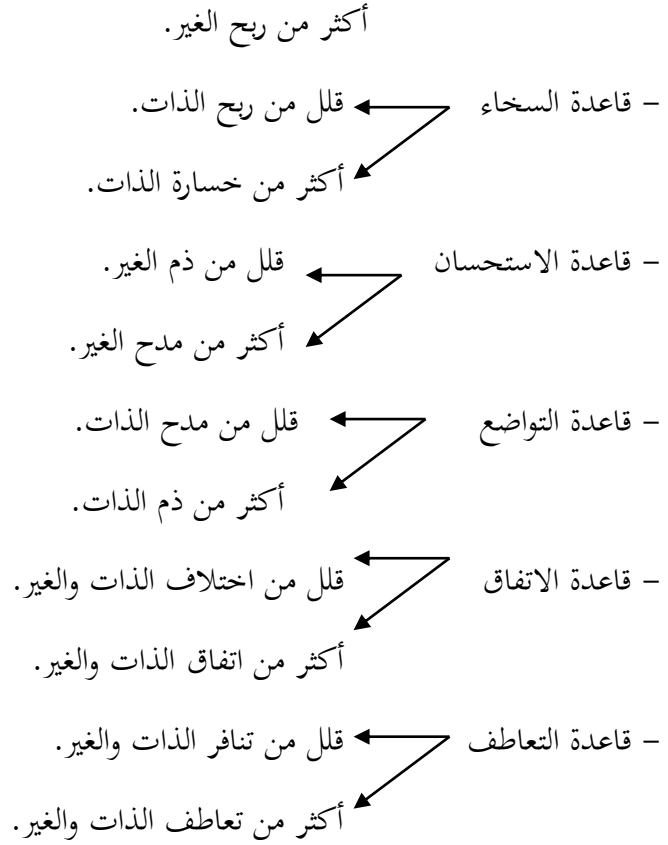 أكثر من ربح الغير.
– قاعدة السخاء قلل من ربح الذات.
أكثر من خسارة الذات.
– قاعدة الاستحسان قلل من ذم الغير.
أكثر من مدح الغير.
– قاعدة التواضع قلل من مدح الذات.
أكثر من ذم الذات.
– قاعدة الاتفاق قلل من اختلاف الذات والغير.
أكثر من اتفاق الذات والغير.
– قاعدة التعاطف قلل من تنافر الذات والغير.
أكثر من تعاطف الذات والغير.